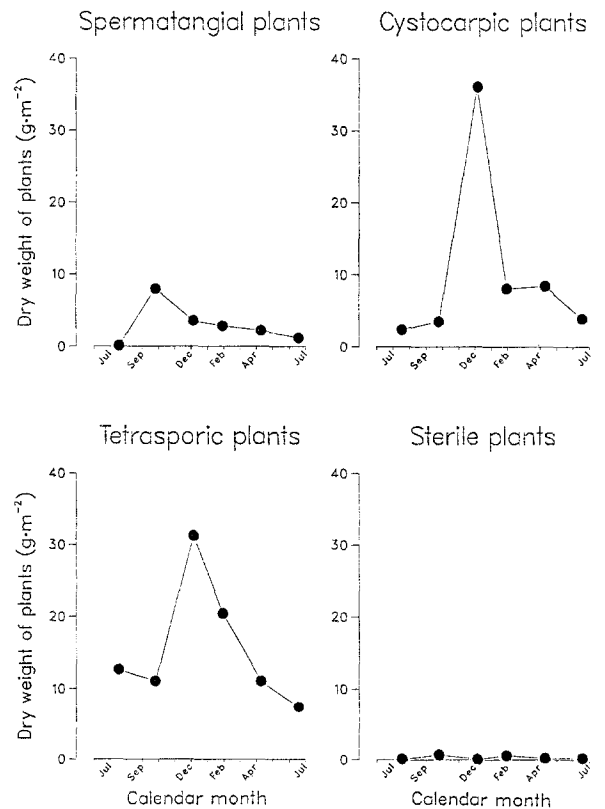 Spermatangial plants
Dry weight of plants (g·m⁻²)
40
30
20
10
0
Jul Sep Dec Feb Apr Jul
Cystocarpic plants
40
30
20
10
0
Jul Sep Dec Feb Apr Jul
Tetrasporic plants
Dry weight of plants (g·m⁻²)
40
30
20
10
0
Jul Sep Dec Feb Apr Jul
Calendar month
Sterile plants
40
30
20
10
0
Jul Sep Dec Feb Apr Jul
Calendar month